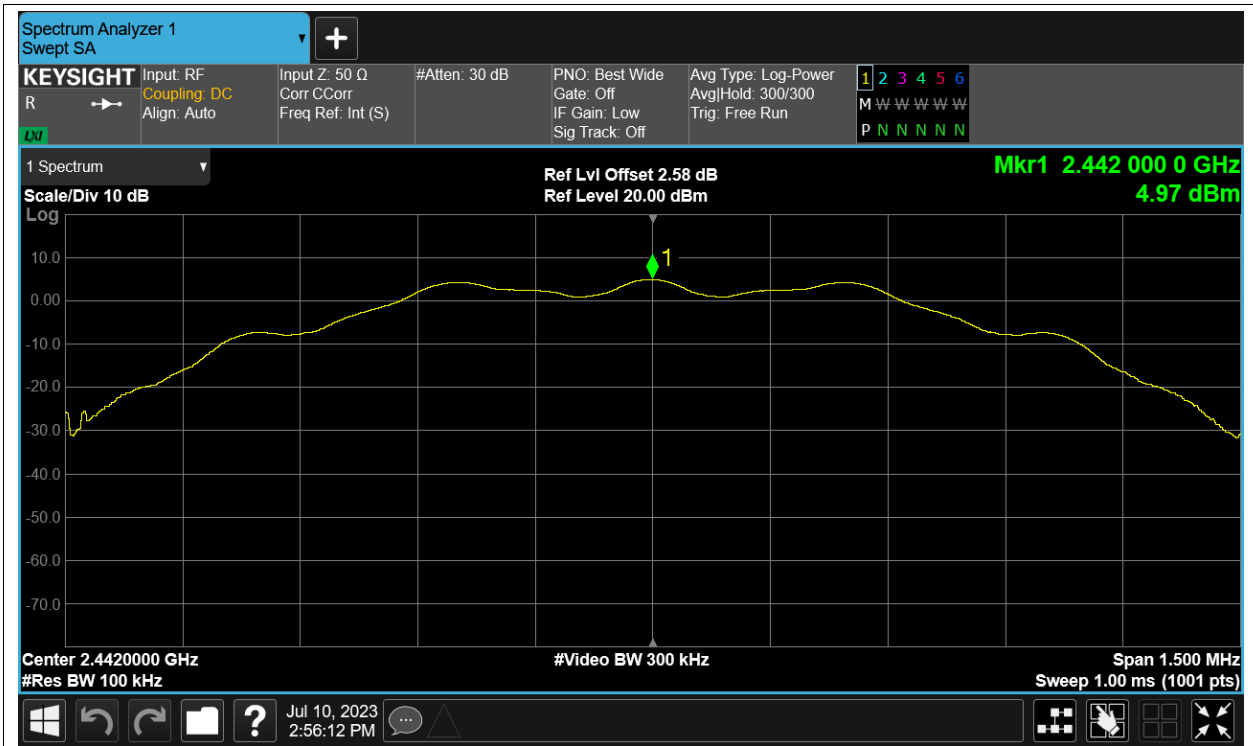 Spectrum Analyzer 1
Swept SA
KEYSIGHT
R
LXI
Input: RF
Coupling: DC
Align: Auto
Input Z: 50 Ω
Corr CCorr
Freq Ref: Int (S)
#Atten: 30 dB
PNO: Best Wide
Gate: Off
IF Gain: Low
Sig Track: Off
Avg Type: Log-Power
Avg|Hold: 300/300
Trig: Free Run
1 2 3 4 5 6
M W W W W W
P N N N N N
1 Spectrum
Scale/Div 10 dB
Log
Ref Lvl Offset 2.58 dB
Ref Level 20.00 dBm
Mkr1 2.442 000 0 GHz
4.97 dBm
1
10.0
0.00
-10.0
-20.0
-30.0
-40.0
-50.0
-60.0
-70.0
Center 2.4420000 GHz
#Res BW 100 kHz
#Video BW 300 kHz
Span 1.500 MHz
Sweep 1.00 ms (1001 pts)
?
Jul 10, 2023
2:56:12 PM